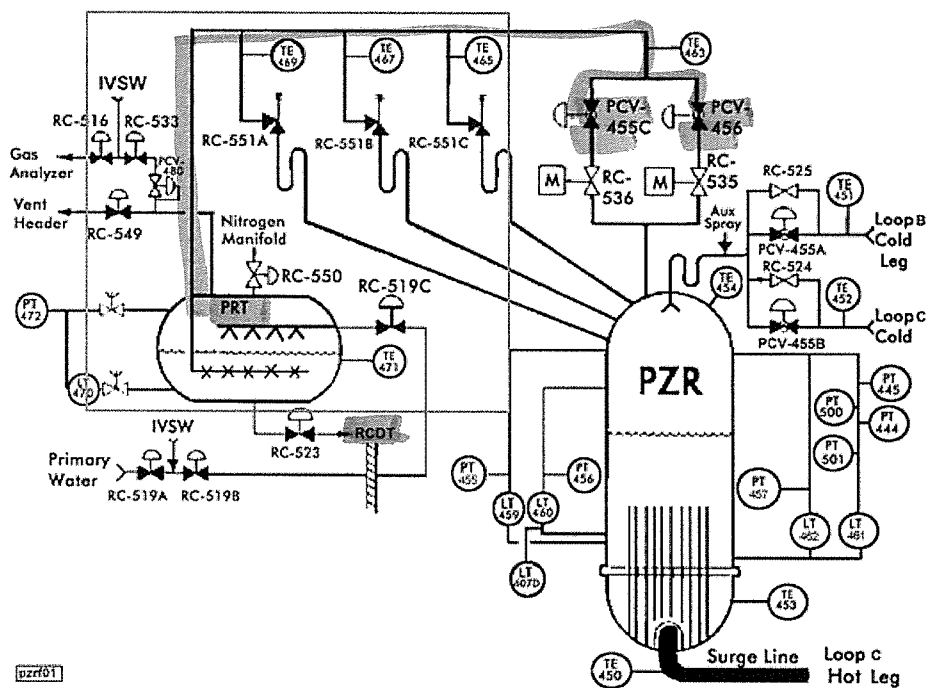 TE 469
TE 467
TE 465
TE 463
IVSW
RC-516 RC-533
PCV-480
Gas Analyzer
Vent Header
RC-549
RC-551A
RC-551B
RC-551C
PCV-455C
PCV-456
M
RC-536
M
RC-535
RC-525
TE 451
Aux Spray
Loop B Cold Leg
PCV-455A
RC-524
TE 452
Loop C Cold
PCV-455B
TE 454
Nitrogen Manifold
RC-550
RC-519C
PT 472
PRT
TE 471
LT 470
IVSW
RC-523
RCDT
Primary Water
RC-519A RC-519B
PZR
PT 455
PT 456
LT 459
LT 460
LT 607D
PT 445
PT 500
PT 444
PT 501
PT 457
LT 462
LT 461
TE 453
TE 450
Surge Line
Loop c Hot Leg
pzrf01